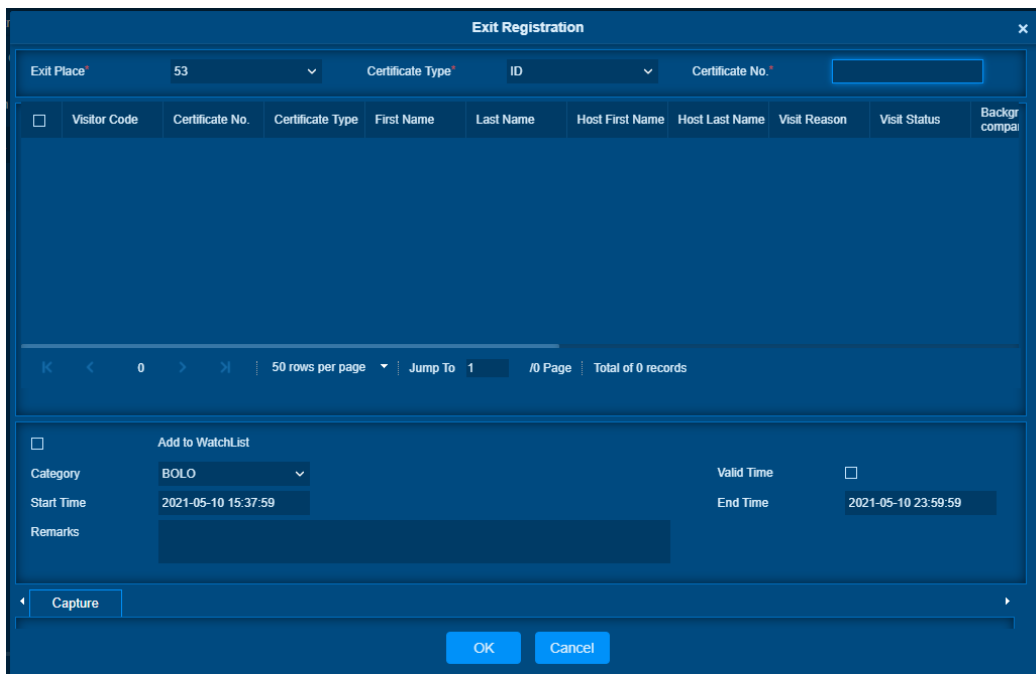 Exit Registration ×
Exit Place* 53 Certificate Type* ID Certificate No.*
Visitor Code Certificate No. Certificate Type First Name Last Name Host First Name Host Last Name Visit Reason Visit Status Backgr
compai
0 50 rows per page Jump To 1 /0 Page Total of 0 records
Add to WatchList
Category BOLO Valid Time
Start Time 2021-05-10 15:37:59 End Time 2021-05-10 23:59:59
Remarks
Capture
OK Cancel